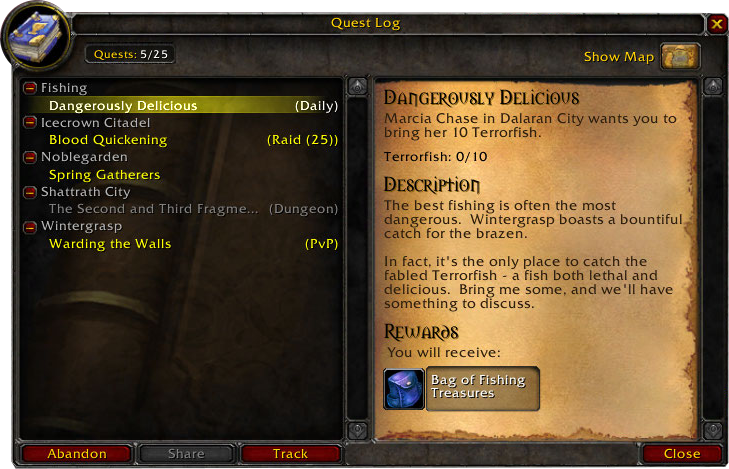 Quest Log
Quests: 5/25
Show Map
Fishing
Dangerously Delicious (Daily)
Icecrown Citadel
Blood Quickening (Raid (25))
Noblegarden
Spring Gatherers
Shattrath City
The Second and Third Fragme... (Dungeon)
Wintergrasp
Warding the Walls (PvP)
Dangerously Delicious
Marcia Chase in Dalaran City wants you to
bring her 10 Terrorfish.
Terrorfish: 0/10
Description
The best fishing is often the most
dangerous. Wintergrasp boasts a bountiful
catch for the brazen.
In fact, it's the only place to catch the
fabled Terrorfish - a fish both lethal and
delicious. Bring me some, and we'll have
something to discuss.
Rewards
You will receive:
Bag of Fishing
Treasures
Abandon
Share
Track
Close